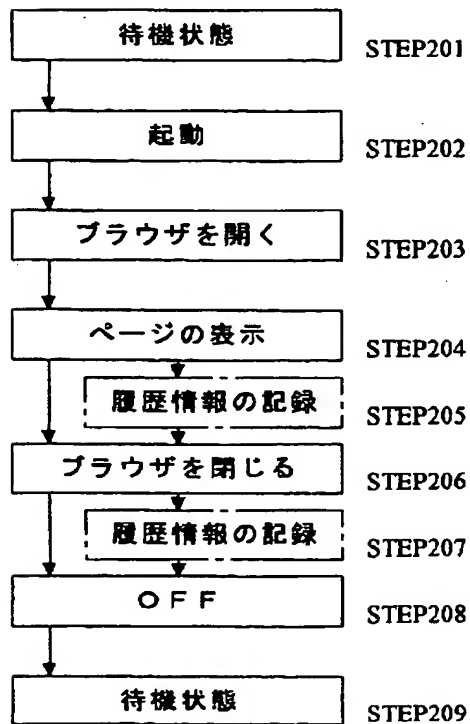 待機状態
STEP201
起動
STEP202
ブラウザを開く
STEP203
ページの表示
STEP204
履歴情報の記録
STEP205
ブラウザを閉じる
STEP206
履歴情報の記録
STEP207
OFF
STEP208
待機状態
STEP209